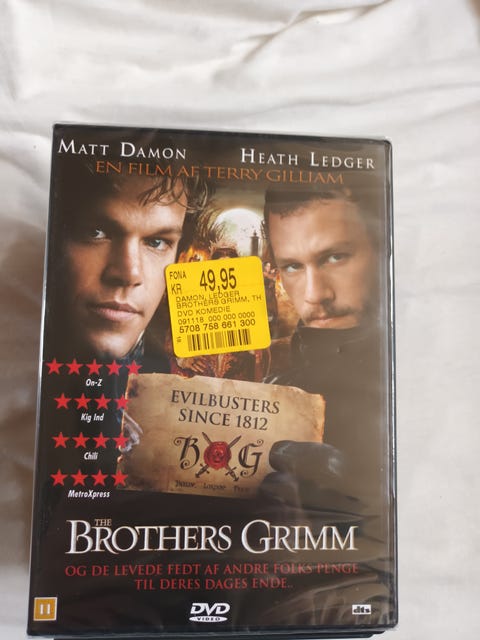 MATT DAMON
HEATH LEDGER
EN FILM AF TERRY GILLIAM
FONA
KR 49,95
DAMON, LEDGER
BROTHERS GRIMM, TH
DVD KOMEDIE
091118 000 000 0000
5708 758 661 300
On-Z
Kig Ind
Chili
MetroXpress
EVILBUSTERS
SINCE 1812
B G
THE
BROTHERS GRIMM
OG DE LEVEDE FEDT AF ANDRE FOLKS PENGE
TIL DERES DAGES ENDE..
11
DVD
VIDEO
dts